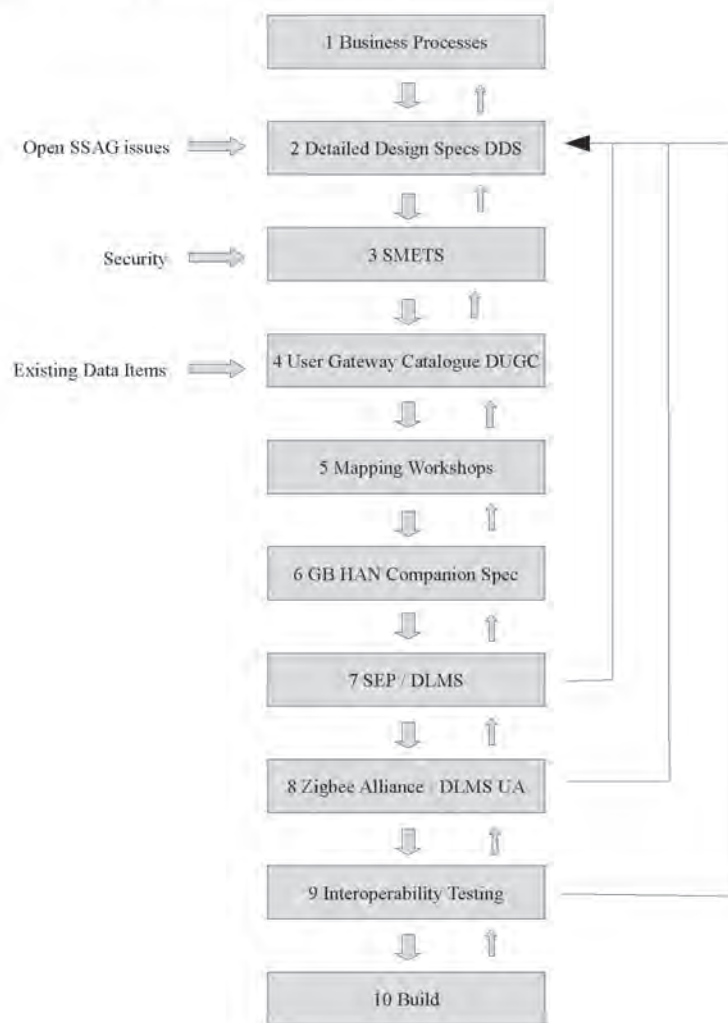 1 Business Processes
Open SSAG issues
2 Detailed Design Specs DDS
Security
3 SMETS
Existing Data Items
4 User Gateway Catalogue DUGC
5 Mapping Workshops
6 GB HAN Companion Spec
7 SEP / DLMS
8 Zigbee Alliance / DLMS UA
9 Interoperability Testing
10 Build